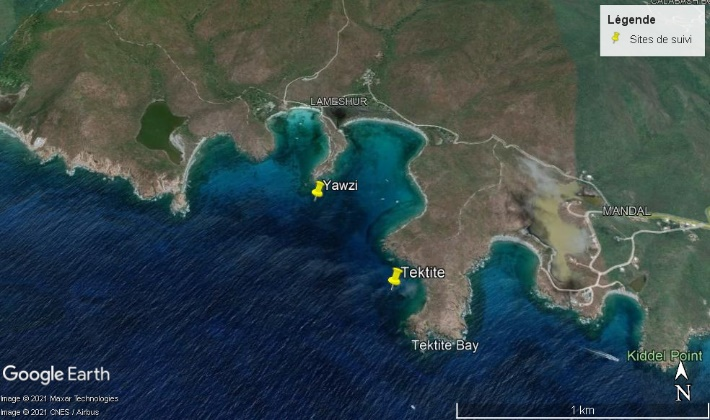 CALABASH
Légende
Sites de suivi
LAMESHUR
Yawzi
MANDAL
Tektite
Tektite Bay
Kiddel Point
Google Earth
N
Image © 2021 Maxar Technologies
Image © 2021 CNES / Airbus
1 km